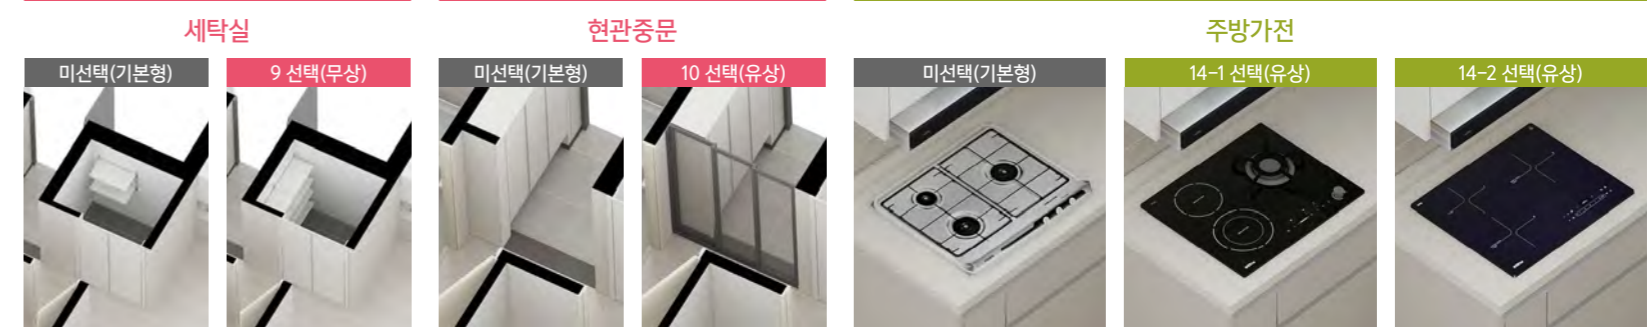 세탁실
미선택(기본형)
9 선택(무상)
현관중문
미선택(기본형)
10 선택(유상)
주방가전
미선택(기본형)
14-1 선택(유상)
14-2 선택(유상)